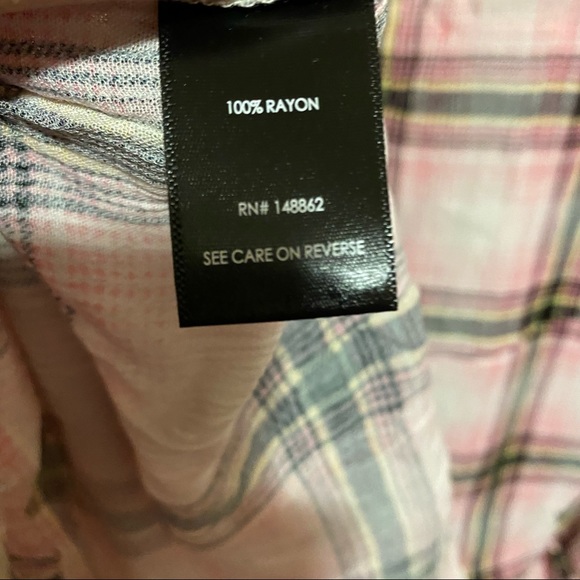 100% RAYON
RN# 148862
SEE CARE ON REVERSE